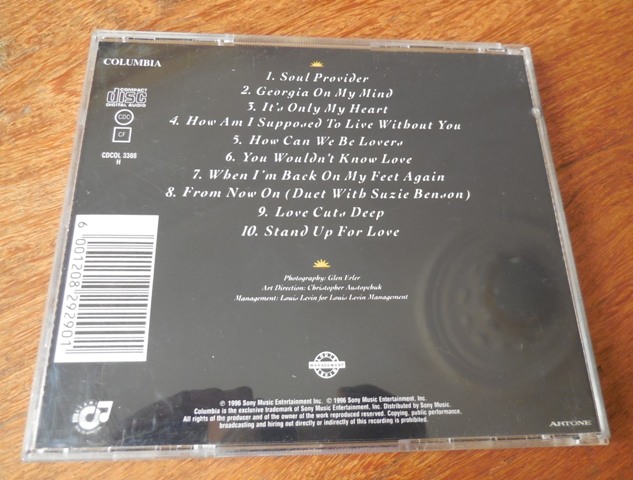 COLUMBIA
COMPACT
disc
DIGITAL AUDIO
CDC
CF
CDCOL 3388
H
1. Soul Provider
2. Georgia On My Mind
3. It's Only My Heart
4. How Am I Supposed To Live Without You
5. How Can We Be Lovers
6. You Wouldn't Know Love
7. When I'm Back On My Feet Again
8. From Now On (Duet With Suzie Benson)
9. Love Cuts Deep
10. Stand Up For Love
6 001208 292901
Photography: Glen Erler
Art Direction: Christopher Austopchuk
Management: Louis Levin for Louis Levin Management
LOUIS
MANAGEMENT
LEVIN
℗ 1996 Sony Music Entertainment Inc. © 1996 Sony Music Entertainment, Inc.
Columbia is the exclusive trademark of Sony Music Entertainment, Inc. Distributed by Sony Music.
All rights of the producer and of the owner of the work reproduced reserved. Copying, public performance,
broadcasting and hiring out directly or indirectly of this recording is prohibited.
ARTONE